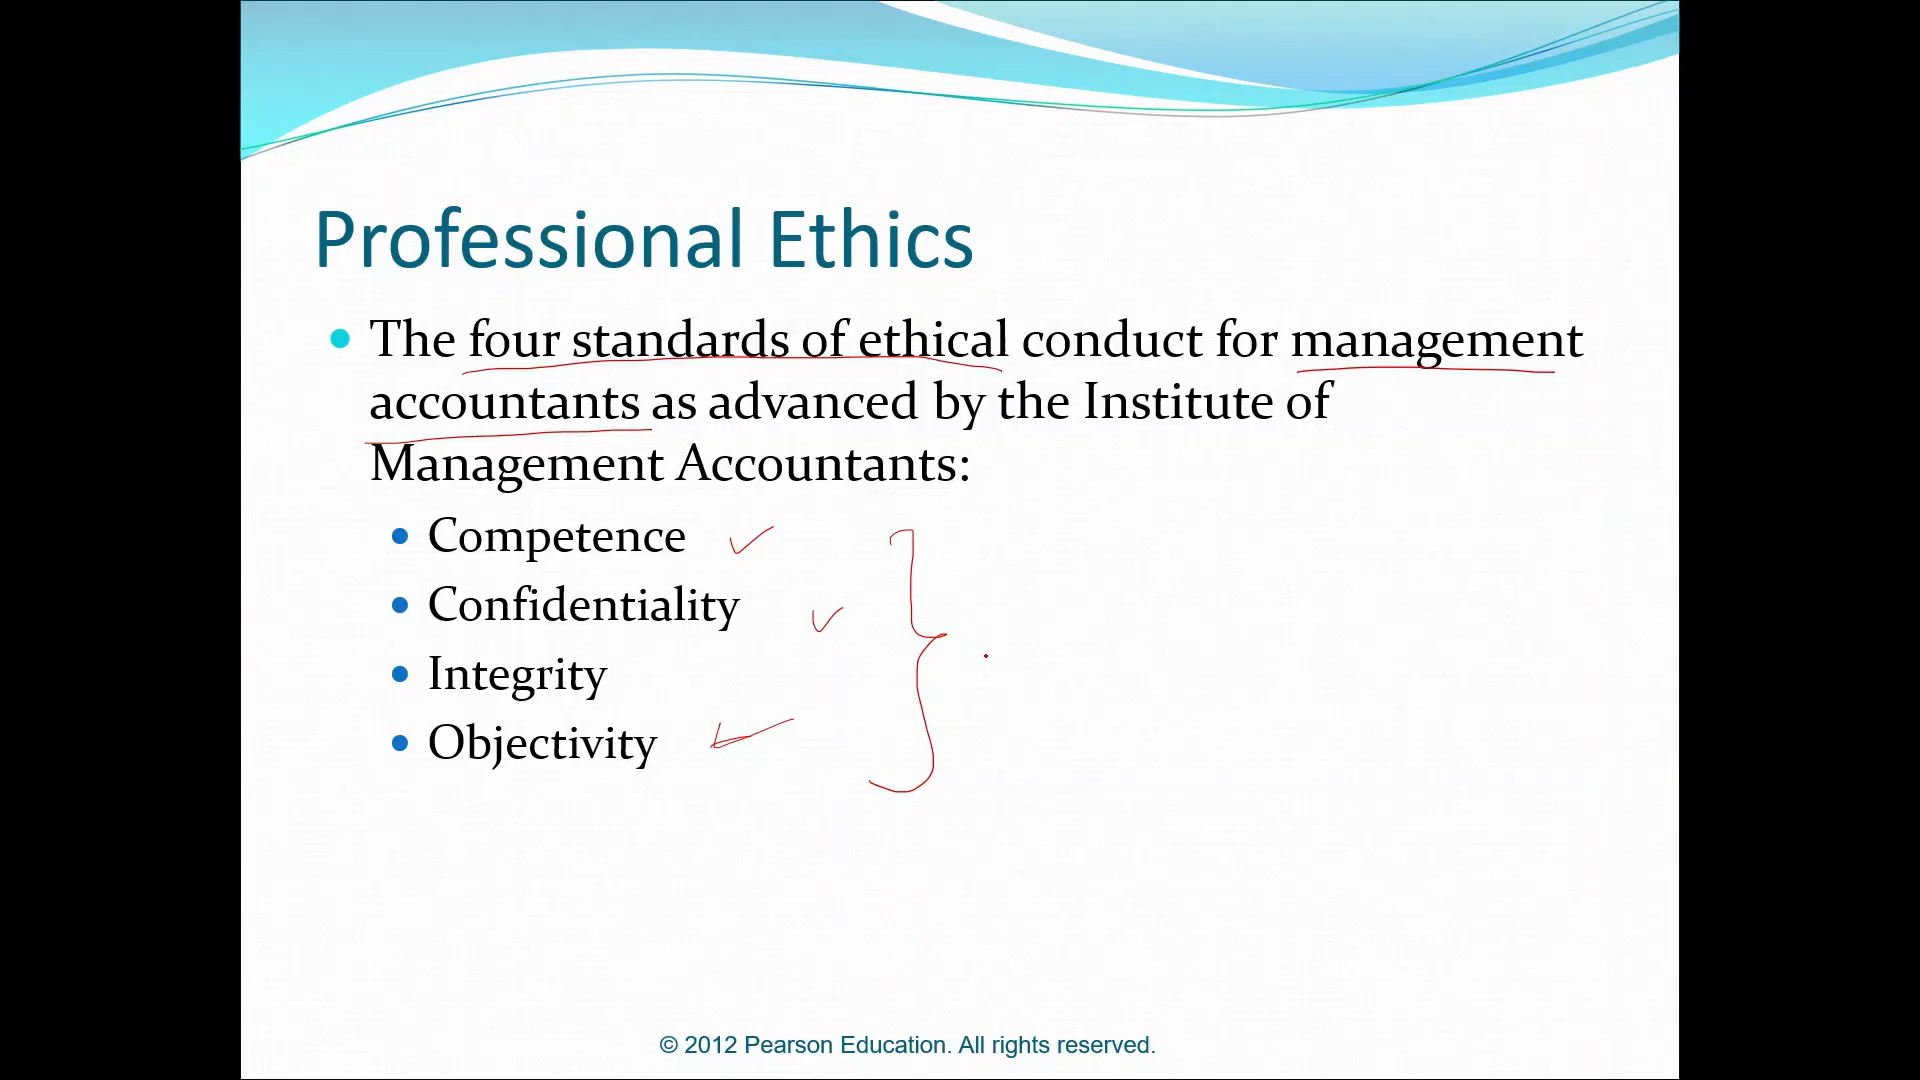 Professional Ethics
• The four standards of ethical conduct for management
accountants as advanced by the Institute of
Management Accountants:
• Competence
• Confidentiality
• Integrity
• Objectivity
© 2012 Pearson Education. All rights reserved.